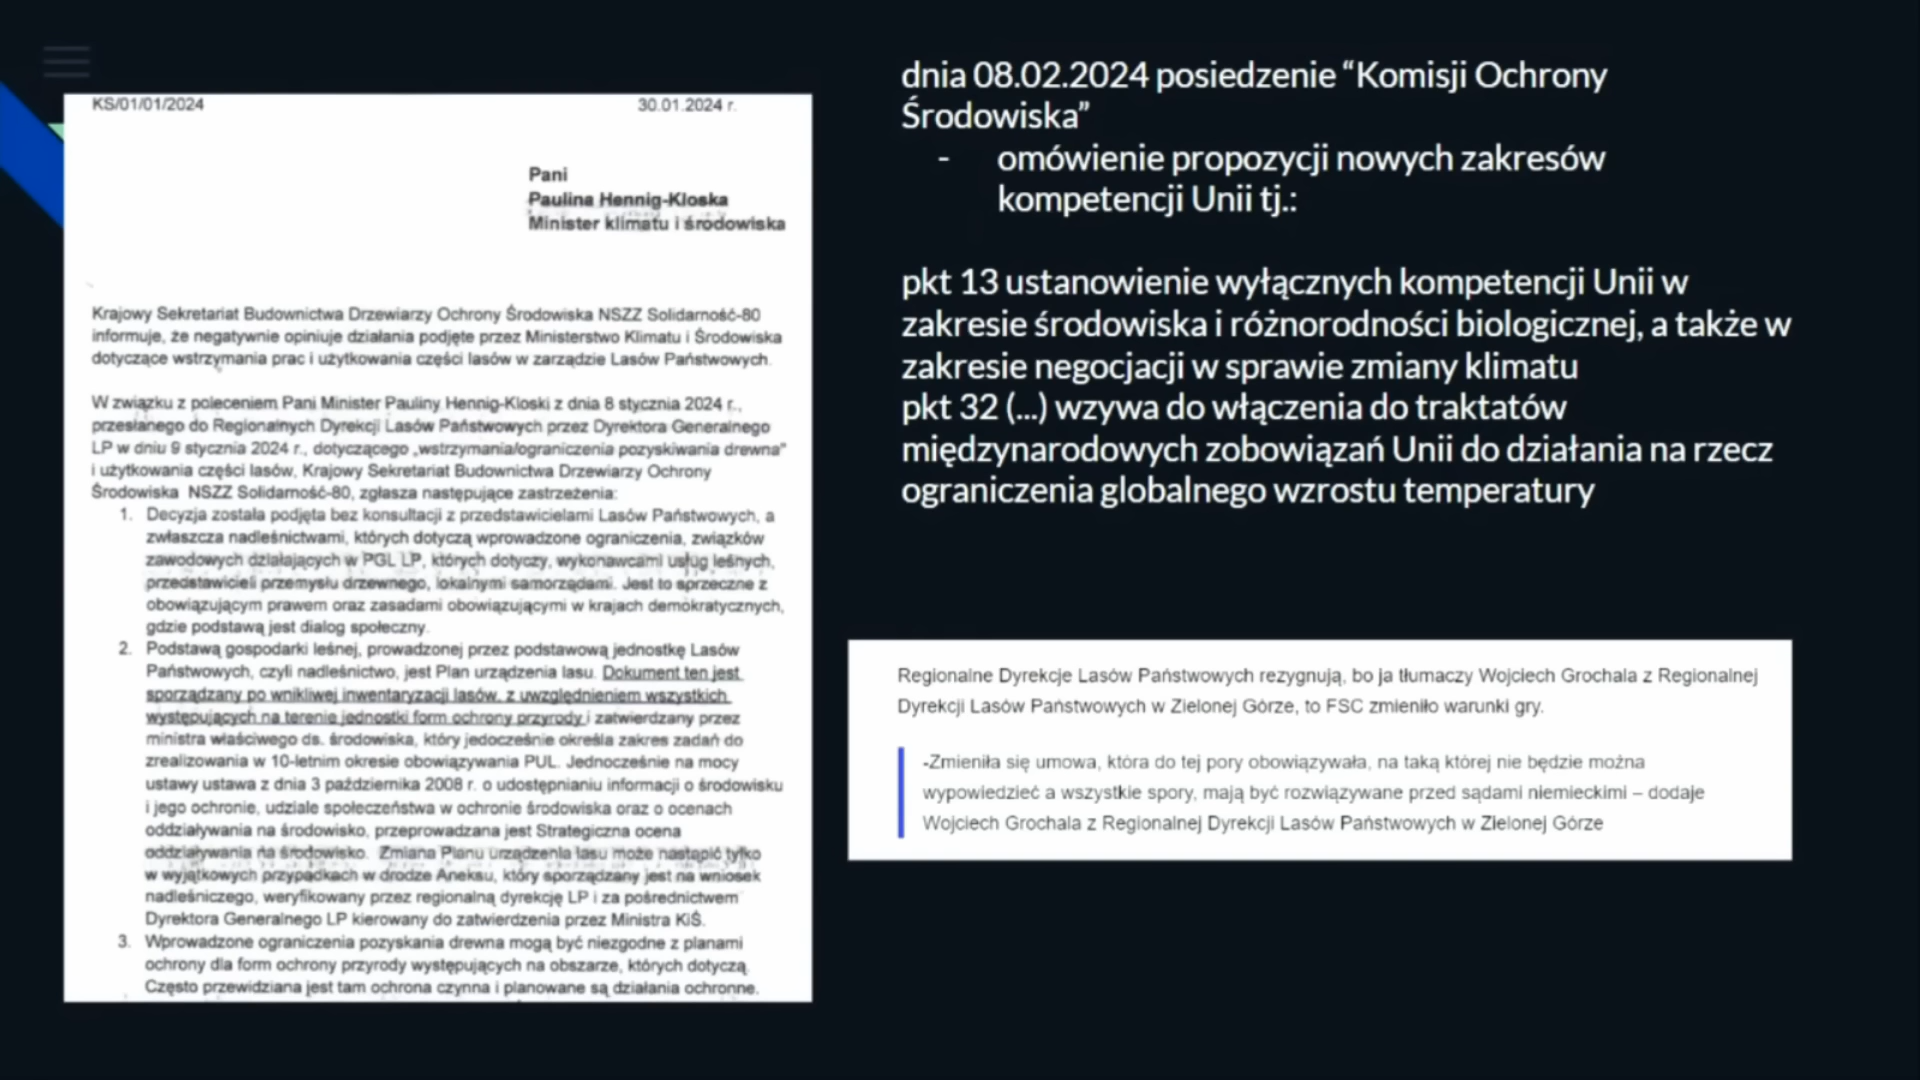 KS/01/01/2024 30.01.2024 r.
Pani
Paulina Hennig-Kloska
Minister klimatu i środowiska
Krajowy Sekretariat Budownictwa Drzewiarzy Ochrony Środowiska NSZZ Solidarność-80
informuje, że negatywnie opiniuje działania podjęte przez Ministerstwo Klimatu i Środowiska
dotyczące wstrzymania prac i użytkowania części lasów w zarządzie Lasów Państwowych.
W związku z poleceniem Pani Minister Pauliny Hennig-Kloski z dnia 8 stycznia 2024 r.,
przesłanego do Regionalnych Dyrekcji Lasów Państwowych przez Dyrektora Generalnego
LP w dniu 9 stycznia 2024 r., dotyczącego „wstrzymania/ograniczenia pozyskiwania drewna"
i użytkowania części lasów, Krajowy Sekretariat Budownictwa Drzewiarzy Ochrony
Środowiska NSZZ Solidarność-80, zgłasza następujące zastrzeżenia:
1. Decyzja została podjęta bez konsultacji z przedstawicielami Lasów Państwowych, a
zwłaszcza nadleśnictwami, których dotyczą wprowadzone ograniczenia, związków
zawodowych działających w PGL LP, których dotyczy, wykonawcami usług leśnych,
przedstawicieli przemysłu drzewnego, lokalnymi samorządami. Jest to sprzeczne z
obowiązującym prawem oraz zasadami obowiązującymi w krajach demokratycznych,
gdzie podstawą jest dialog społeczny.
2. Podstawą gospodarki leśnej, prowadzonej przez podstawową jednostkę Lasów
Państwowych, czyli nadleśnictwo, jest Plan urządzenia lasu. Dokument ten jest
sporządzany po wnikliwej inwentaryzacji lasów, z uwzględnieniem wszystkich
występujących na terenie jednostki form ochrony przyrody i zatwierdzany przez
ministra właściwego ds. środowiska, który jedocześnie określa zakres zadań do
zrealizowania w 10-letnim okresie obowiązywania PUL. Jednocześnie na mocy
ustawy ustawa z dnia 3 października 2008 r. o udostępnianiu informacji o środowisku
i jego ochronie, udziale społeczeństwa w ochronie środowiska oraz o ocenach
oddziaływania na środowisko, przeprowadzana jest Strategiczna ocena
oddziaływania na środowisko. Zmiana Planu urządzenia lasu może nastąpić tylko
w wyjątkowych przypadkach w drodze Aneksu, który sporządzany jest na wniosek
nadleśniczego, weryfikowany przez regionalną dyrekcję LP i za pośrednictwem
Dyrektora Generalnego LP kierowany do zatwierdzenia przez Ministra KiŚ.
3. Wprowadzone ograniczenia pozyskania drewna mogą być niezgodne z planami
ochrony dla form ochrony przyrody występujących na obszarze, których dotyczą.
Często przewidziana jest tam ochrona czynna i planowane są działania ochronne.
dnia 08.02.2024 posiedzenie “Komisji Ochrony
Środowiska”
- omówienie propozycji nowych zakresów
kompetencji Unii tj.:
pkt 13 ustanowienie wyłącznych kompetencji Unii w
zakresie środowiska i różnorodności biologicznej, a także w
zakresie negocjacji w sprawie zmiany klimatu
pkt 32 (...) wzywa do włączenia do traktatów
międzynarodowych zobowiązań Unii do działania na rzecz
ograniczenia globalnego wzrostu temperatury
Regionalne Dyrekcje Lasów Państwowych rezygnują, bo ja tłumaczy Wojciech Grochala z Regionalnej
Dyrekcji Lasów Państwowych w Zielonej Górze, to FSC zmieniło warunki gry.
-Zmieniła się umowa, która do tej pory obowiązywała, na taką której nie będzie można
wypowiedzieć a wszystkie spory, mają być rozwiązywane przed sądami niemieckimi – dodaje
Wojciech Grochala z Regionalnej Dyrekcji Lasów Państwowych w Zielonej Górze